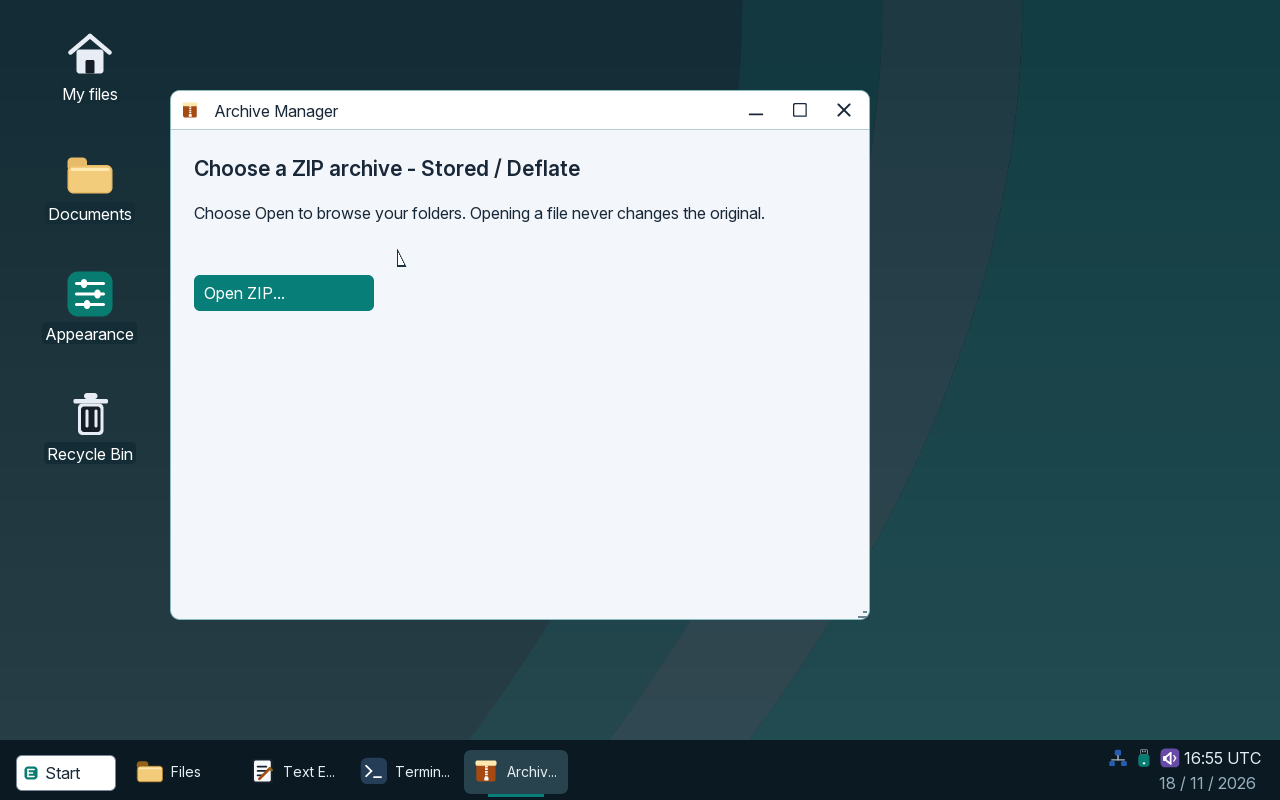 My files
Documents
Appearance
Recycle Bin
Archive Manager
Choose a ZIP archive - Stored / Deflate
Choose Open to browse your folders. Opening a file never changes the original.
Open ZIP...
Start
Files
Text E...
Termin...
Archiv...
16:55 UTC
18 / 11 / 2026